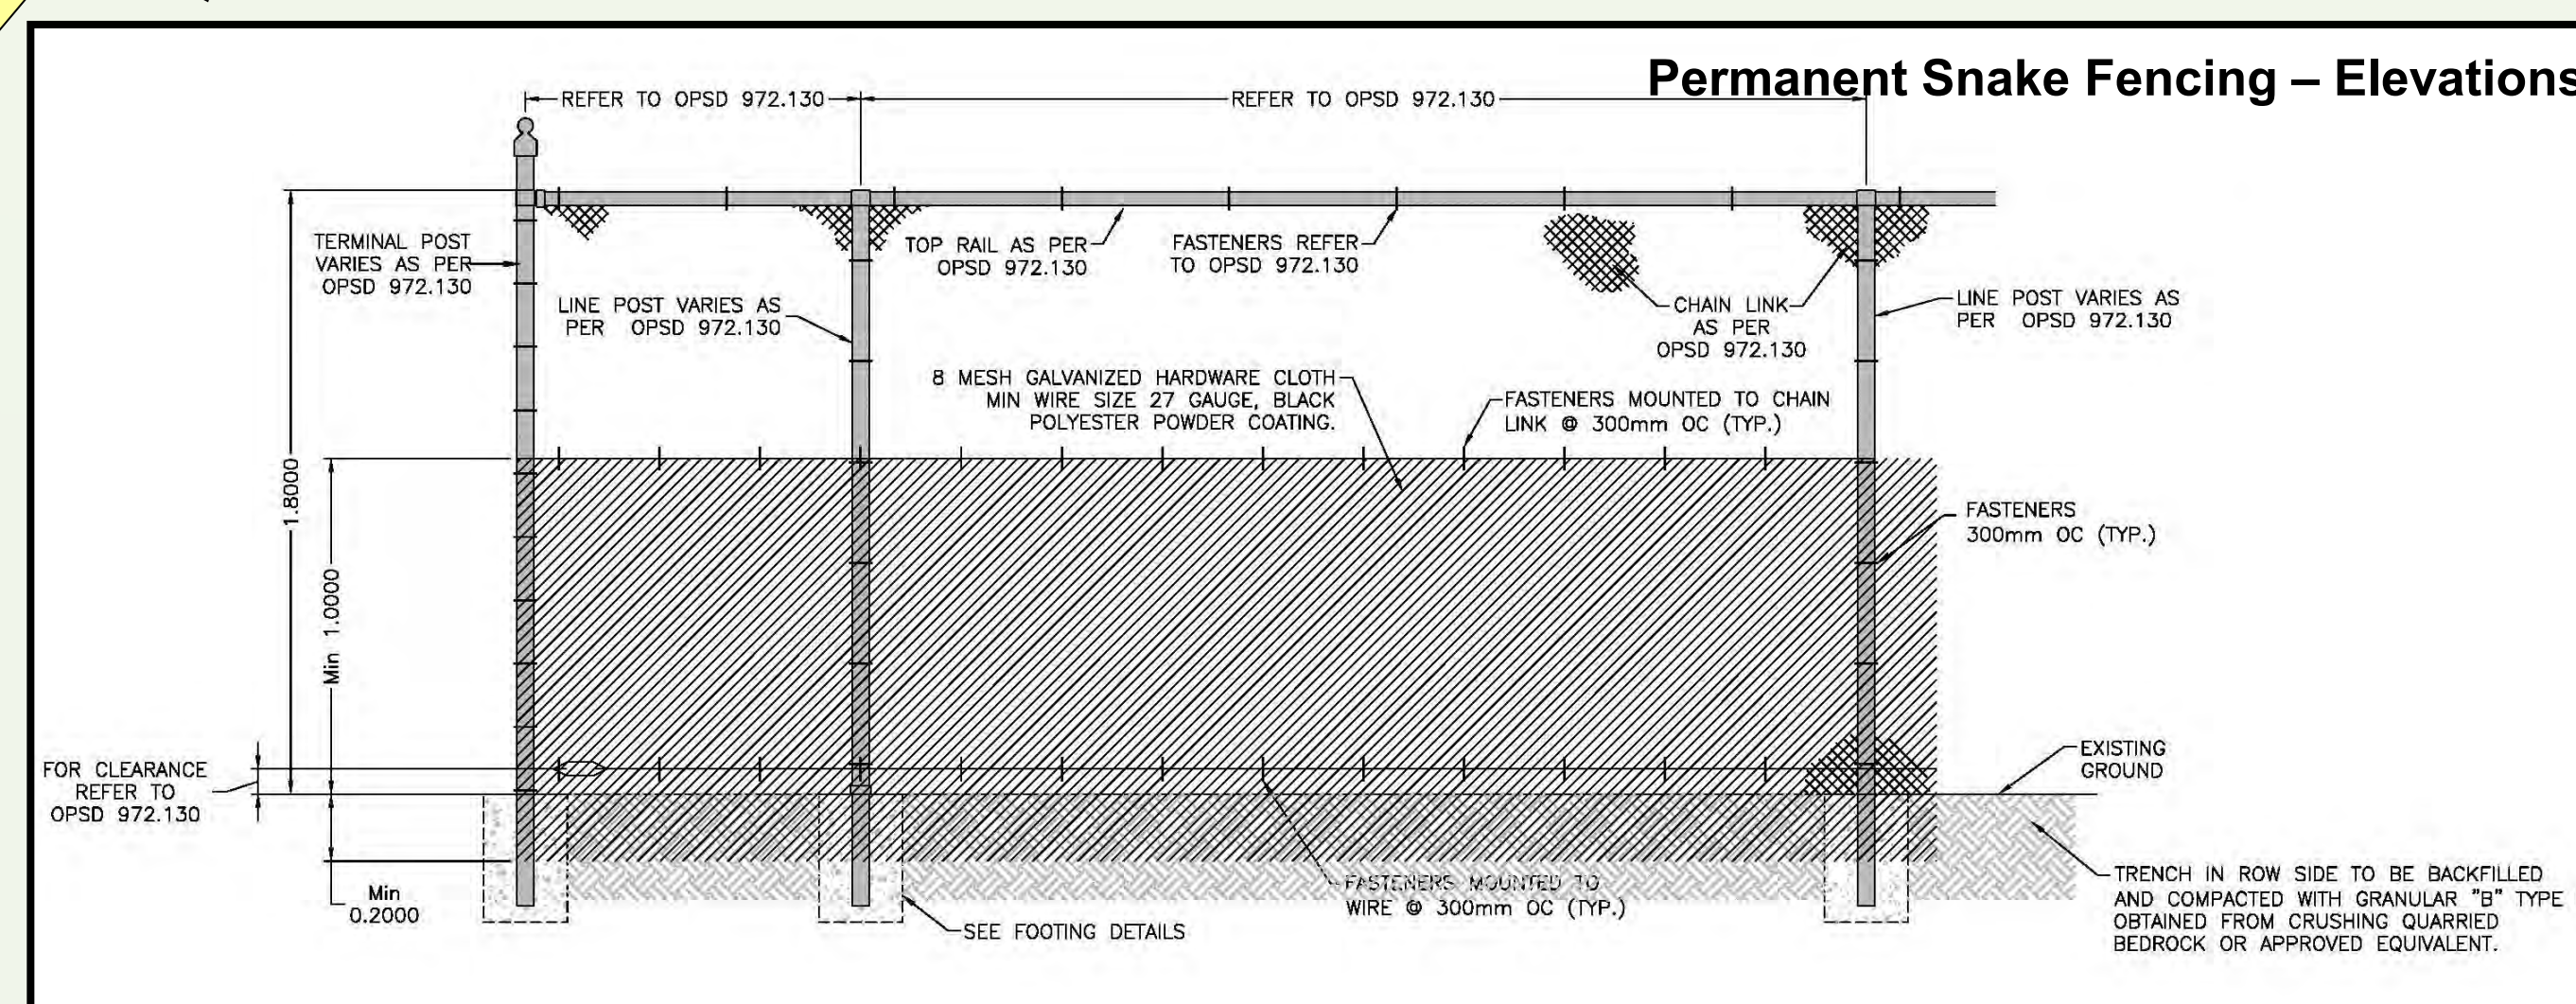 Permanent Snake Fencing – Elevations
REFER TO OPSD 972.130
REFER TO OPSD 972.130
TERMINAL POST
VARIES AS PER
OPSD 972.130
LINE POST VARIES AS
PER OPSD 972.130
TOP RAIL AS PER
OPSD 972.130
FASTENERS REFER
TO OPSD 972.130
CHAIN LINK
AS PER
OPSD 972.130
LINE POST VARIES AS
PER OPSD 972.130
8 MESH GALVANIZED HARDWARE CLOTH
MIN WIRE SIZE 27 GAUGE, BLACK
POLYESTER POWDER COATING.
FASTENERS MOUNTED TO CHAIN
LINK @ 300mm OC (TYP.)
1.8000
Min 1.0000
FASTENERS
300mm OC (TYP.)
FOR CLEARANCE
REFER TO
OPSD 972.130
EXISTING
GROUND
Min
0.2000
FASTENERS MOUNTED TO
WIRE @ 300mm OC (TYP.)
SEE FOOTING DETAILS
TRENCH IN ROW SIDE TO BE BACKFILLED
AND COMPACTED WITH GRANULAR "B" TYPE
OBTAINED FROM CRUSHING QUARRIED
BEDROCK OR APPROVED EQUIVALENT.